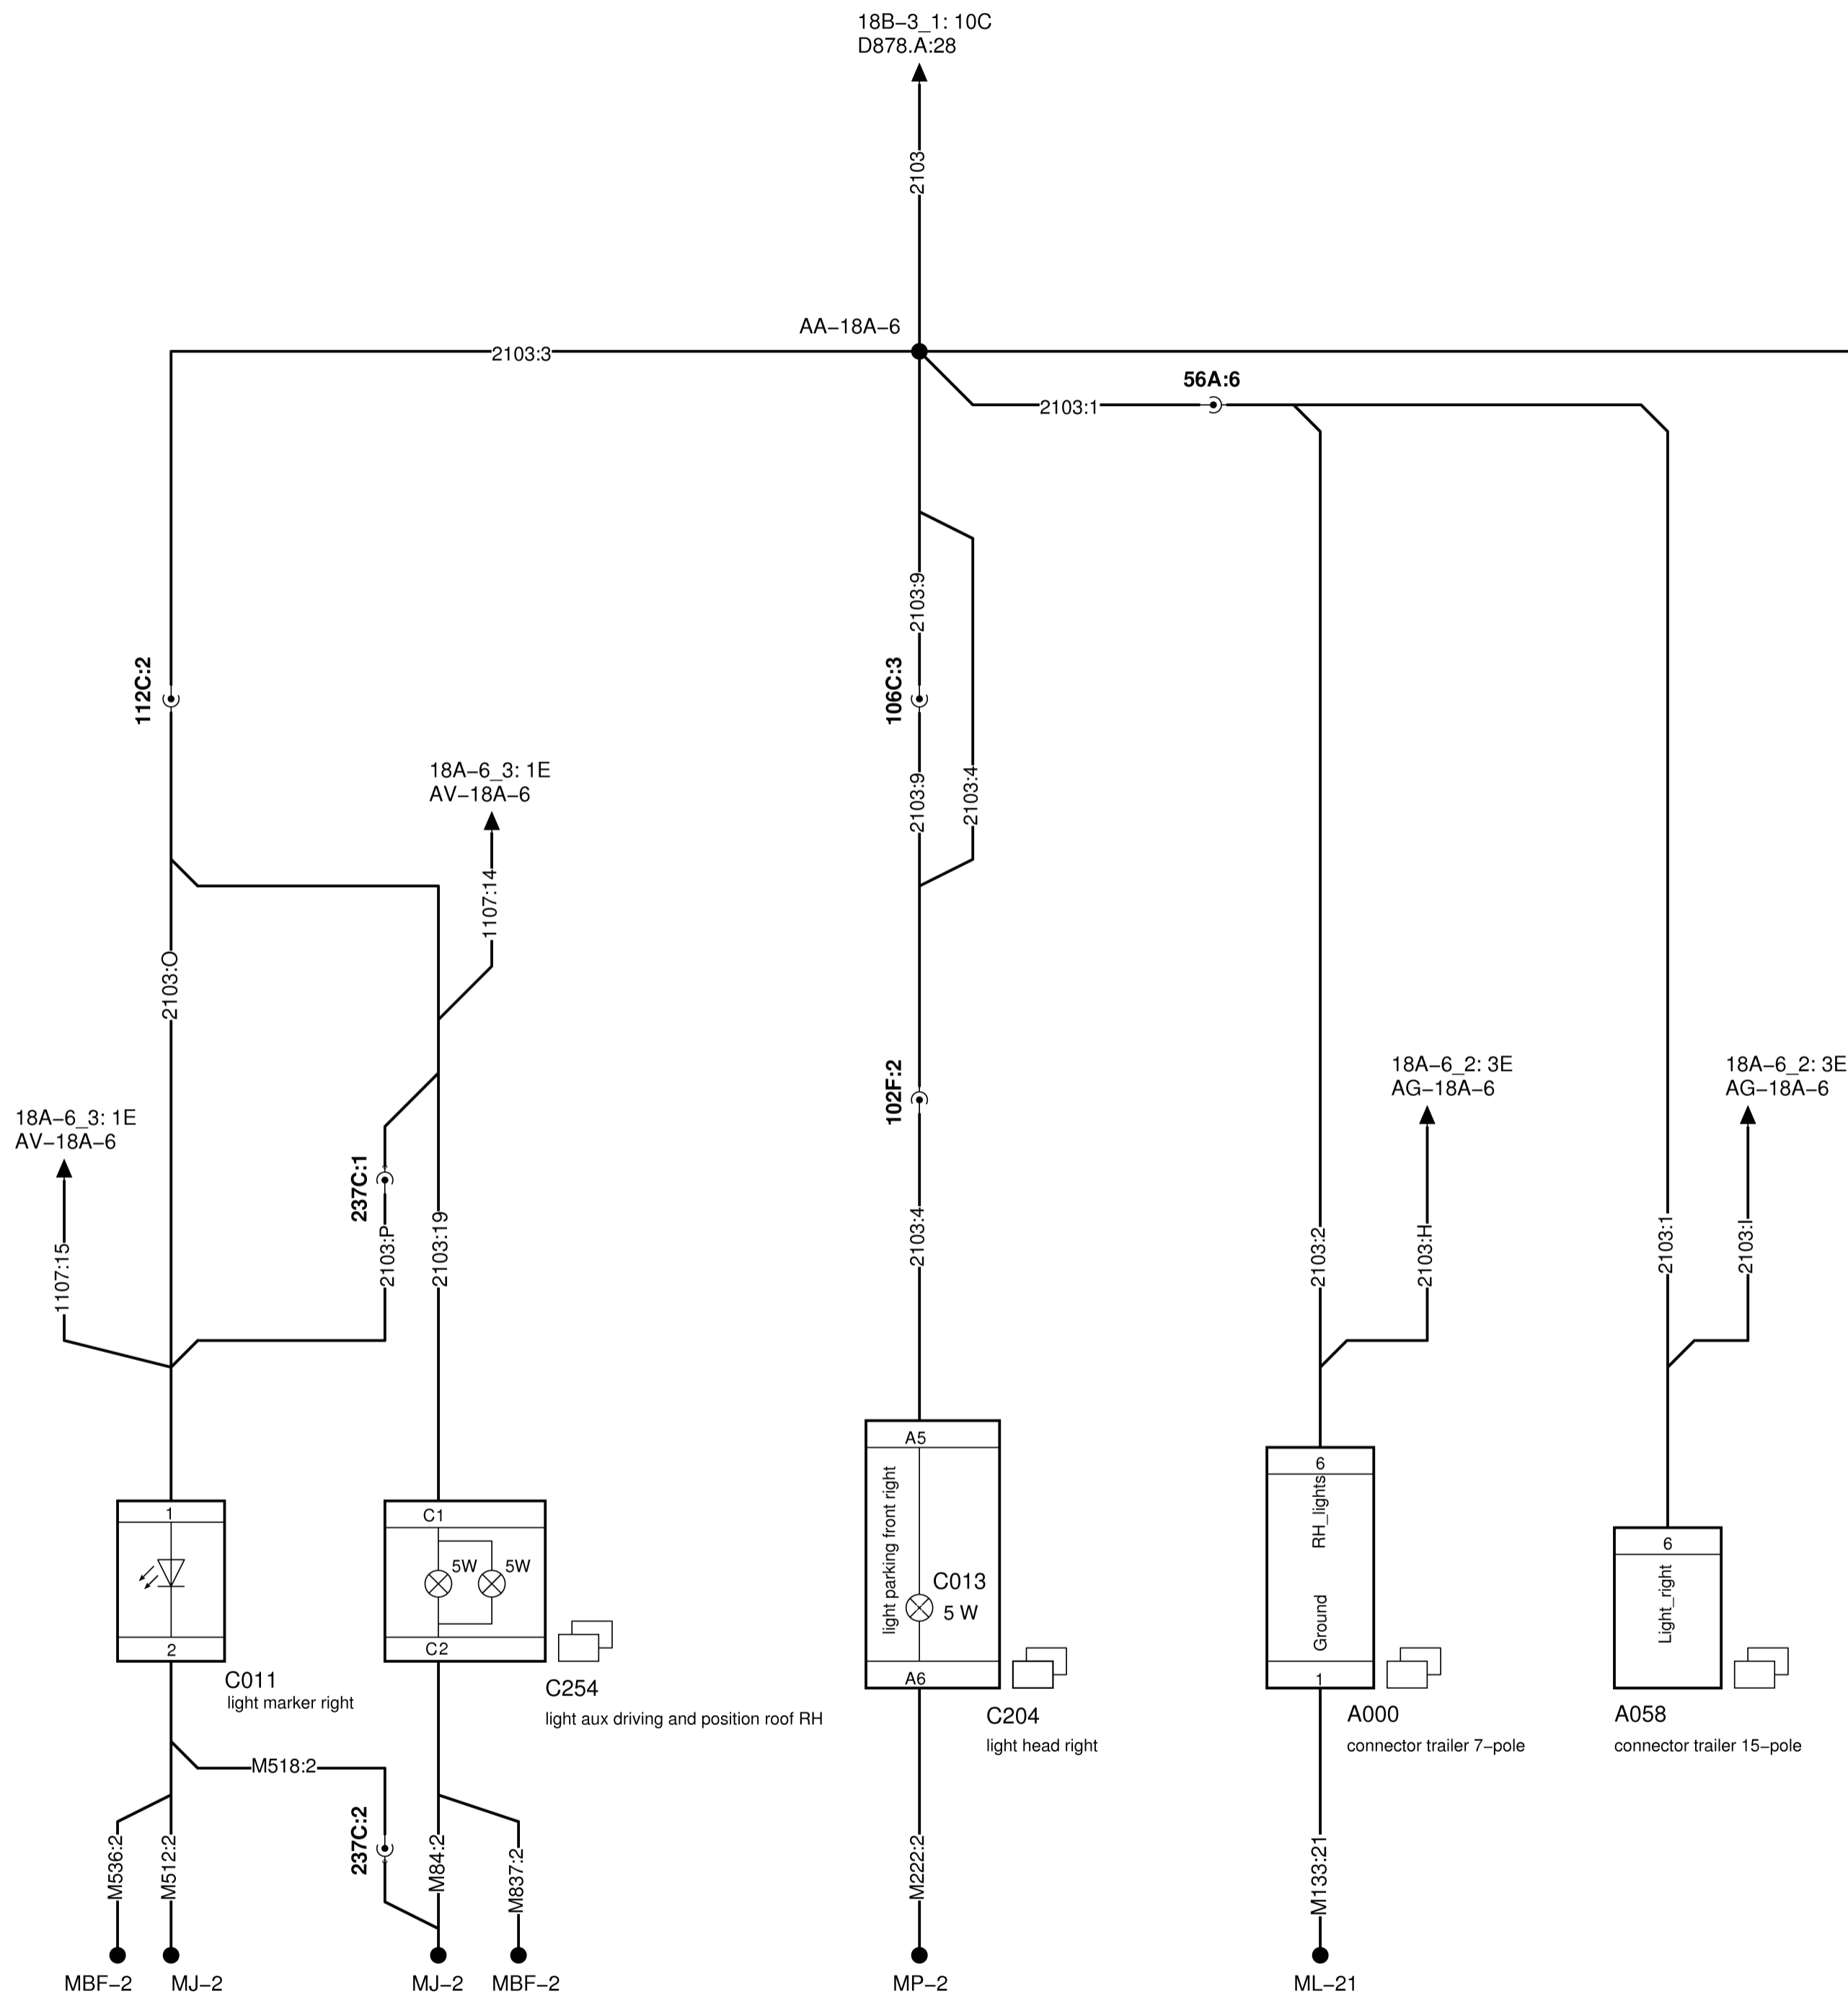 18B−3_1: 10C
D878.A:28
2103
AA−18A−6
2103:3
56A:6
2103:1
2103:9
112C:2
106C:3
18A−6_3: 1E
AV−18A−6
2103:9
2103:4
1107:14
2103:O
18A−6_2: 3E
AG−18A−6
18A−6_2: 3E
AG−18A−6
102F:2
18A−6_3: 1E
AV−18A−6
237C:1
1107:15
2103:P
2103:19
2103:4
2103:2
2103:H
2103:1
2103:I
A5
light parking front right
C013
5 W
A6
6
RH_lights
Ground
1
1
2
C1
5W
5W
C2
6
Light_right
C011
light marker right
C254
light aux driving and position roof RH
C204
light head right
A000
connector trailer 7−pole
A058
connector trailer 15−pole
M518:2
237C:2
M536:2
M512:2
M84:2
M837:2
M222:2
M133:21
MBF−2
MJ−2
MJ−2
MBF−2
MP−2
ML−21